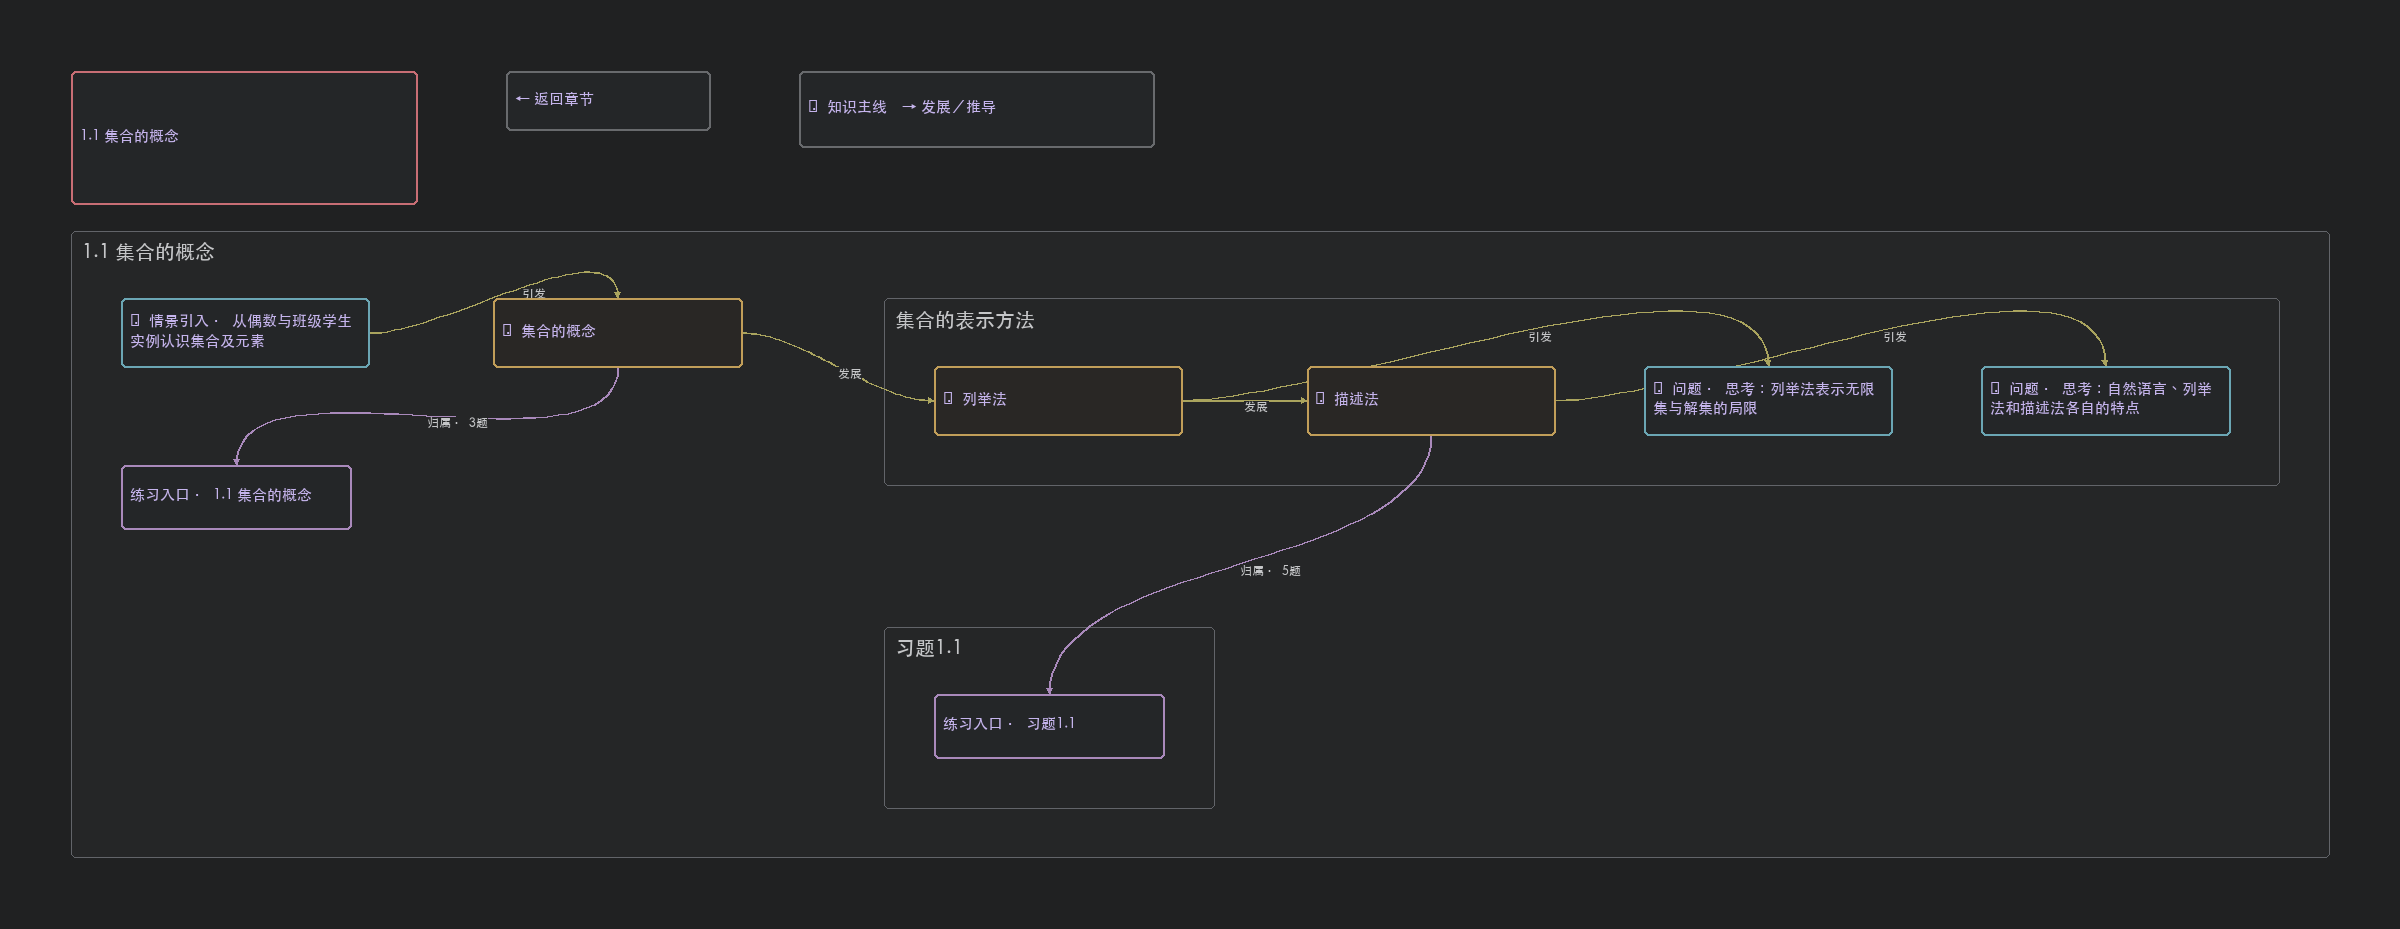 1.1 集合的概念
← 返回章节
知识主线 → 发展／推导
1.1 集合的概念
引发
情景引入· 从偶数与班级学生
实例认识集合及元素
集合的概念
集合的表示方法
引发
引发
发展
列举法
发展
描述法
问题· 思考：列举法表示无限
集与解集的局限
问题· 思考：自然语言、列举
法和描述法各自的特点
归属· 3题
练习入口· 1.1 集合的概念
归属· 5题
习题1.1
练习入口· 习题1.1